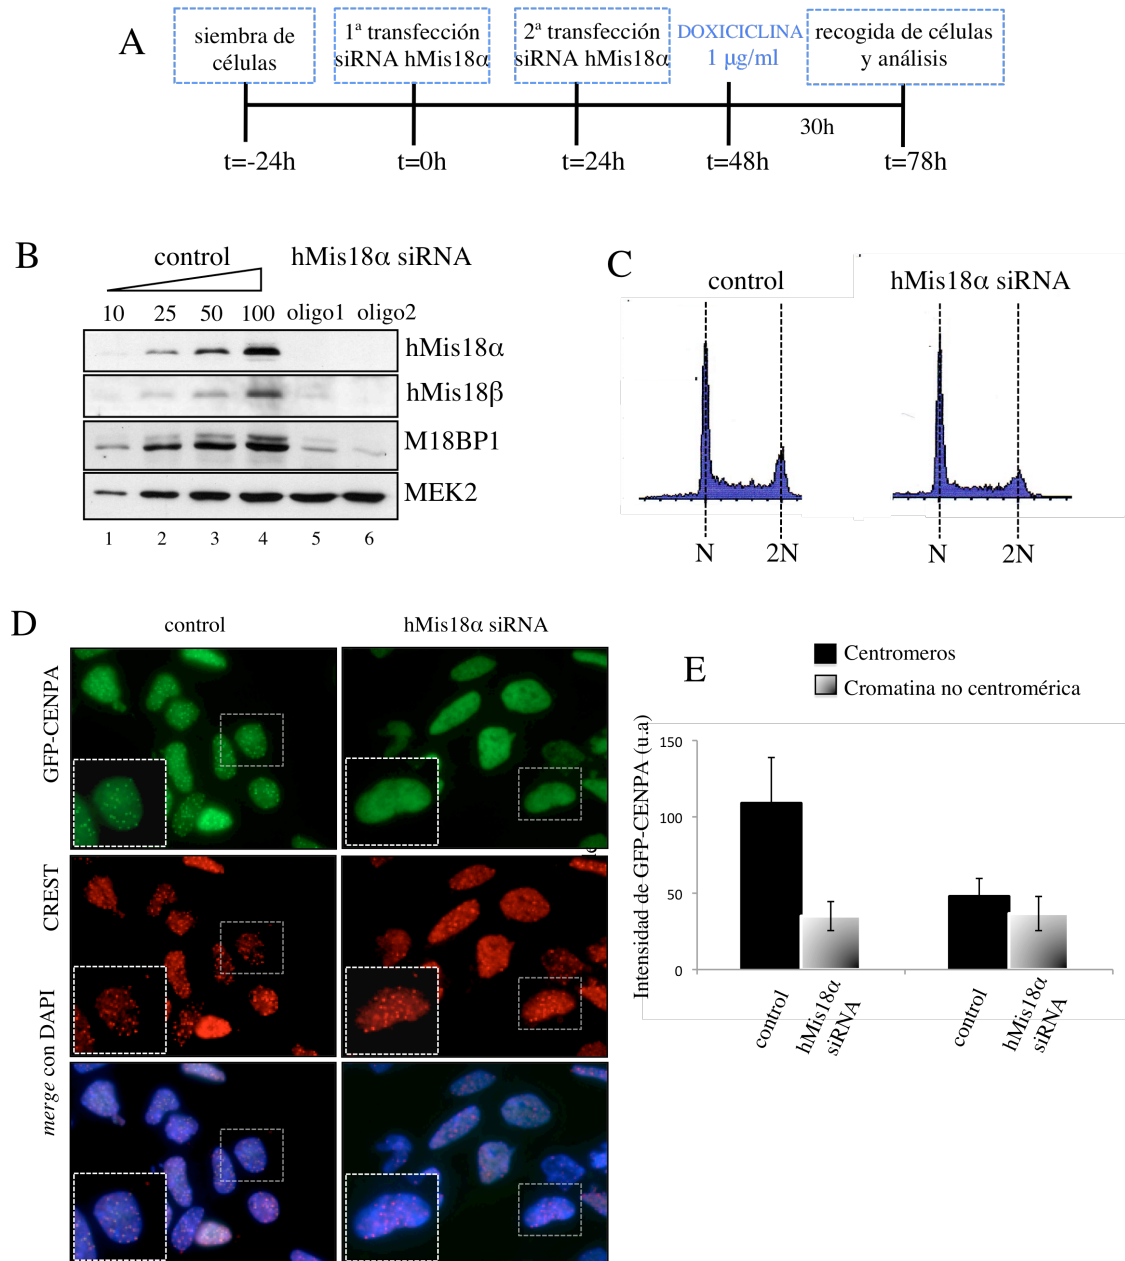 A
siembra de
células
1ª transfección
siRNA hMis18α
2ª transfección
siRNA hMis18α
DOXICICLINA
1 μg/ml
recogida de células
y análisis
30h
t=-24h
t=0h
t=24h
t=48h
t=78h
B
control
hMis18α siRNA
10 25 50 100 oligo1 oligo2
hMis18α
hMis18β
M18BP1
MEK2
1 2 3 4 5 6
C
control
hMis18α siRNA
N 2N N 2N
D
control
hMis18α siRNA
GFP-CENPA
CREST
merge con DAPI
E
Centromeros
Cromatina no centromérica
Intensidad de GFP-CENPA (u.a)
150
100
50
0
control
hMis18α
siRNA
control
hMis18α
siRNA